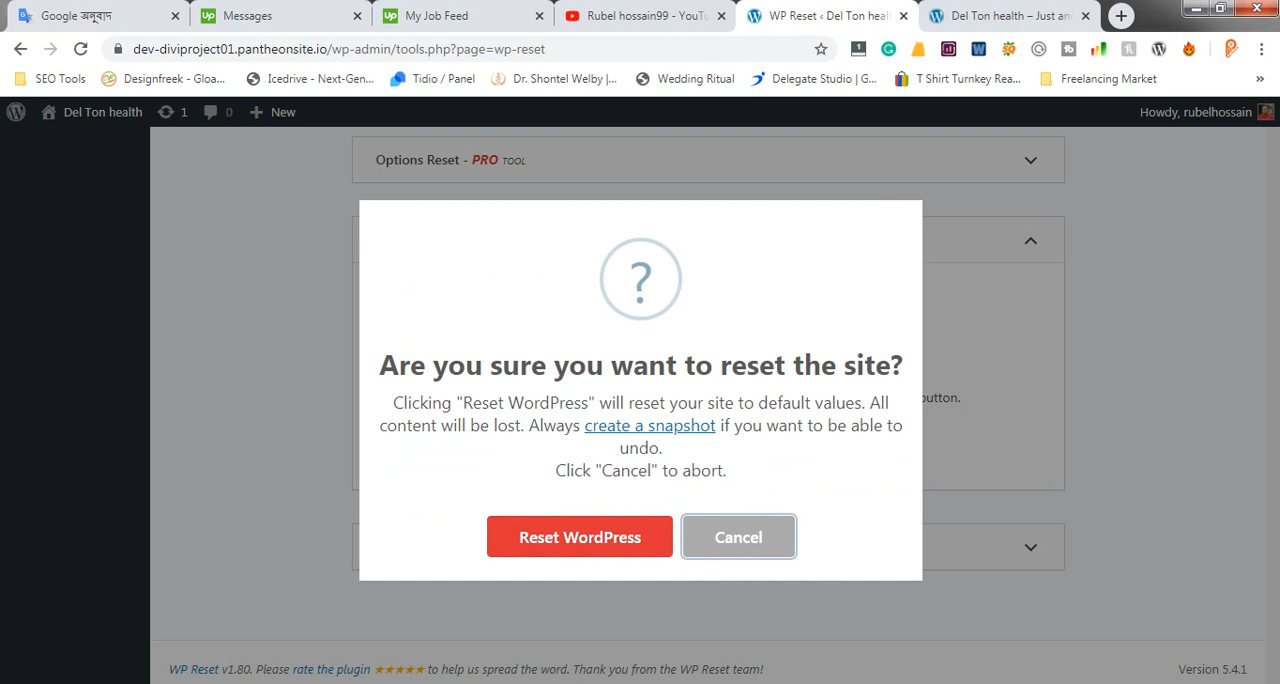 Google অনুবাদ
Messages
My Job Feed
Rubel hossain99 - YouTu
WP Reset ‹ Del Ton heal
Del Ton health – Just an
dev-diviproject01.pantheonsite.io/wp-admin/tools.php?page=wp-reset
SEO Tools
Designfreek - Gloa...
Icedrive - Next-Gen...
Tidio / Panel
Dr. Shontel Welby |...
Wedding Ritual
Delegate Studio | G...
T Shirt Turnkey Rea...
Freelancing Market
»
Del Ton health
1
0
New
Howdy, rubelhossain
Options Reset - PRO TOOL
?
Are you sure you want to reset the site?
Clicking "Reset WordPress" will reset your site to default values. All
content will be lost. Always create a snapshot if you want to be able to
undo.
Click "Cancel" to abort.
button.
Reset WordPress
Cancel
WP Reset v1.80. Please rate the plugin ★★★★★ to help us spread the word. Thank you from the WP Reset team!
Version 5.4.1